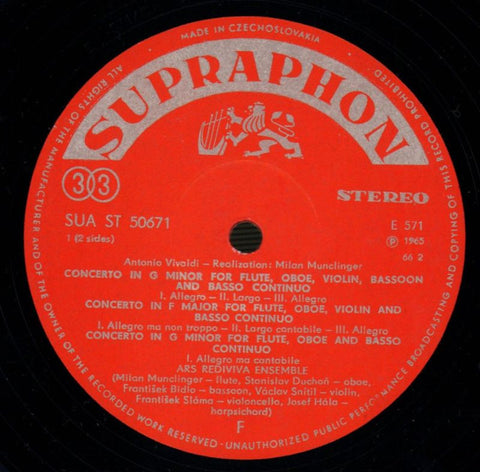 MADE IN CZECHOSLOVAKIA
SUPRAPHON
ALL RIGHTS OF THE MANUFACTURER AND OF THE OWNER OF THE RECORDED WORK RESERVED - UNAUTHORIZED PUBLIC PERFORMANCE BROADCASTING AND COPYING OF THIS RECORD PROHIBITED
33
STEREO
SUA ST 50671
E 571
1 (2 sides)
℗ 1965
66 2
Antonio Vivaldi - Realization: Milan Munclinger
CONCERTO IN G MINOR FOR FLUTE, OBOE, VIOLIN, BASSOON
AND BASSO CONTINUO
I. Allegro - II. Largo - III. Allegro
CONCERTO IN F MAJOR FOR FLUTE, OBOE, VIOLIN AND
BASSO CONTINUO
I. Allegro ma non troppo - II. Largo cantabile - III. Allegro
CONCERTO IN G MINOR FOR FLUTE, OBOE AND BASSO
CONTINUO
I. Allegro ma cantabile
ARS REDIVIVA ENSEMBLE
(Milan Munclinger - flute, Stanislav Duchoň - oboe,
František Bidlo - bassoon, Václav Snítil - violin,
František Sláma - violoncello, Josef Hála -
harpsichord)
F